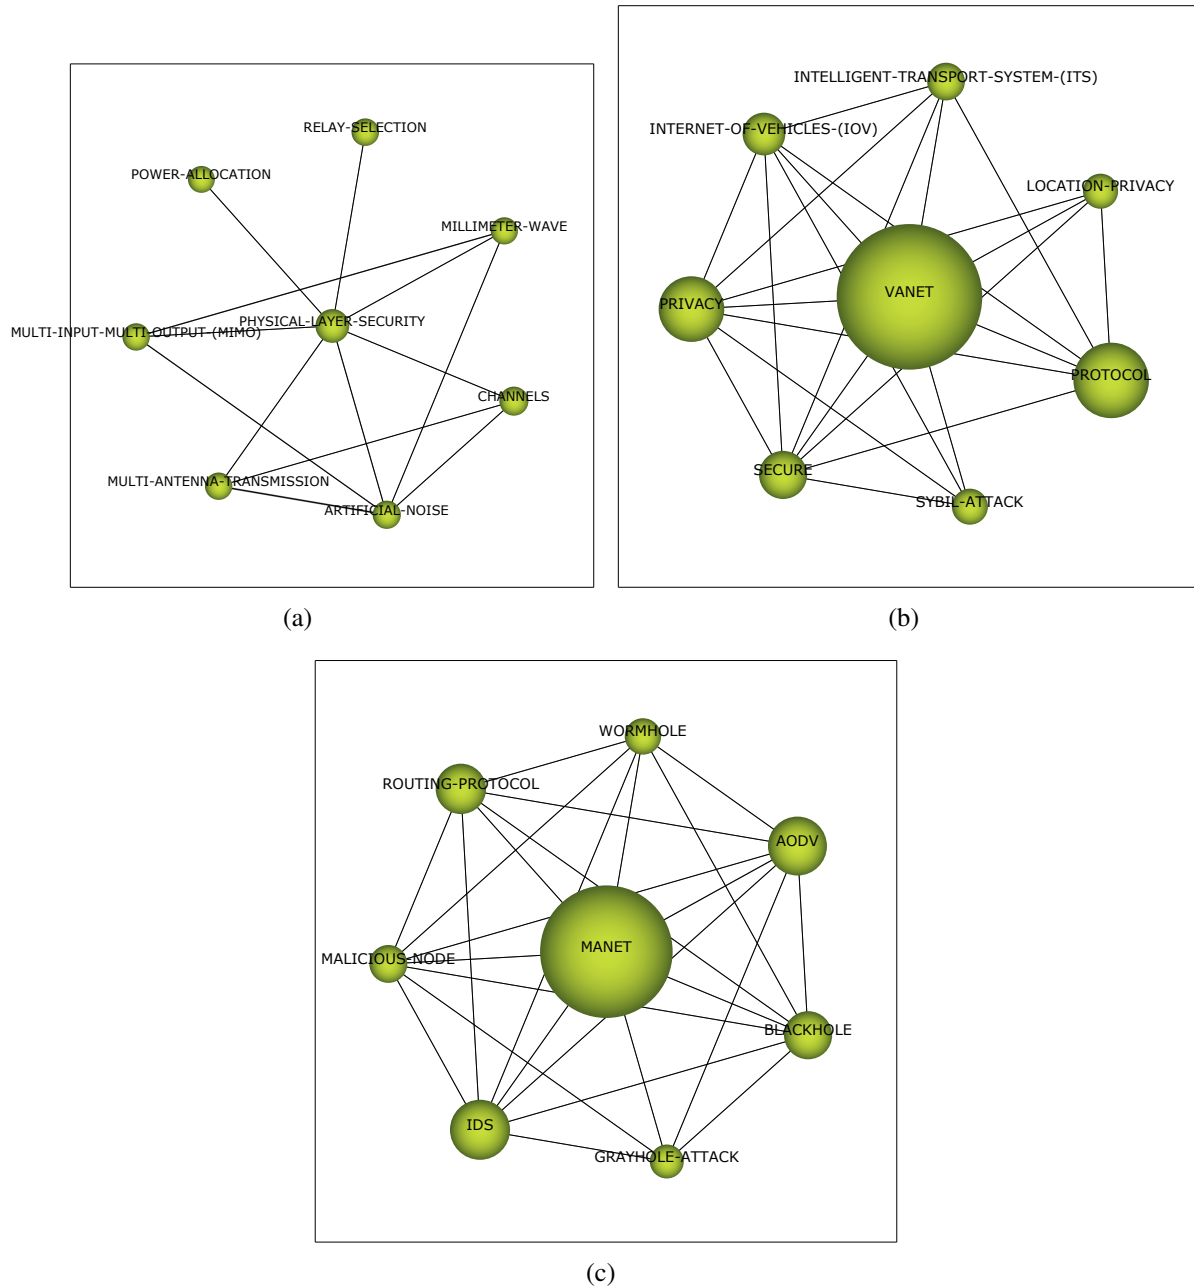 RELAY-SELECTION
POWER-ALLOCATION
MILLIMETER-WAVE
PHYSICAL-LAYER-SECURITY
MULTI-INPUT-MULTI-OUTPUT-(MIMO)
CHANNELS
MULTI-ANTENNA-TRANSMISSION
ARTIFICIAL-NOISE
(a)
INTELLIGENT-TRANSPORT-SYSTEM-(ITS)
INTERNET-OF-VEHICLES-(IOV)
LOCATION-PRIVACY
VANET
PRIVACY
PROTOCOL
SECURE
SYBIL-ATTACK
(b)
WORMHOLE
ROUTING-PROTOCOL
AODV
MANET
MALICIOUS-NODE
BLACKHOLE
IDS
GRAYHOLE-ATTACK
(c)